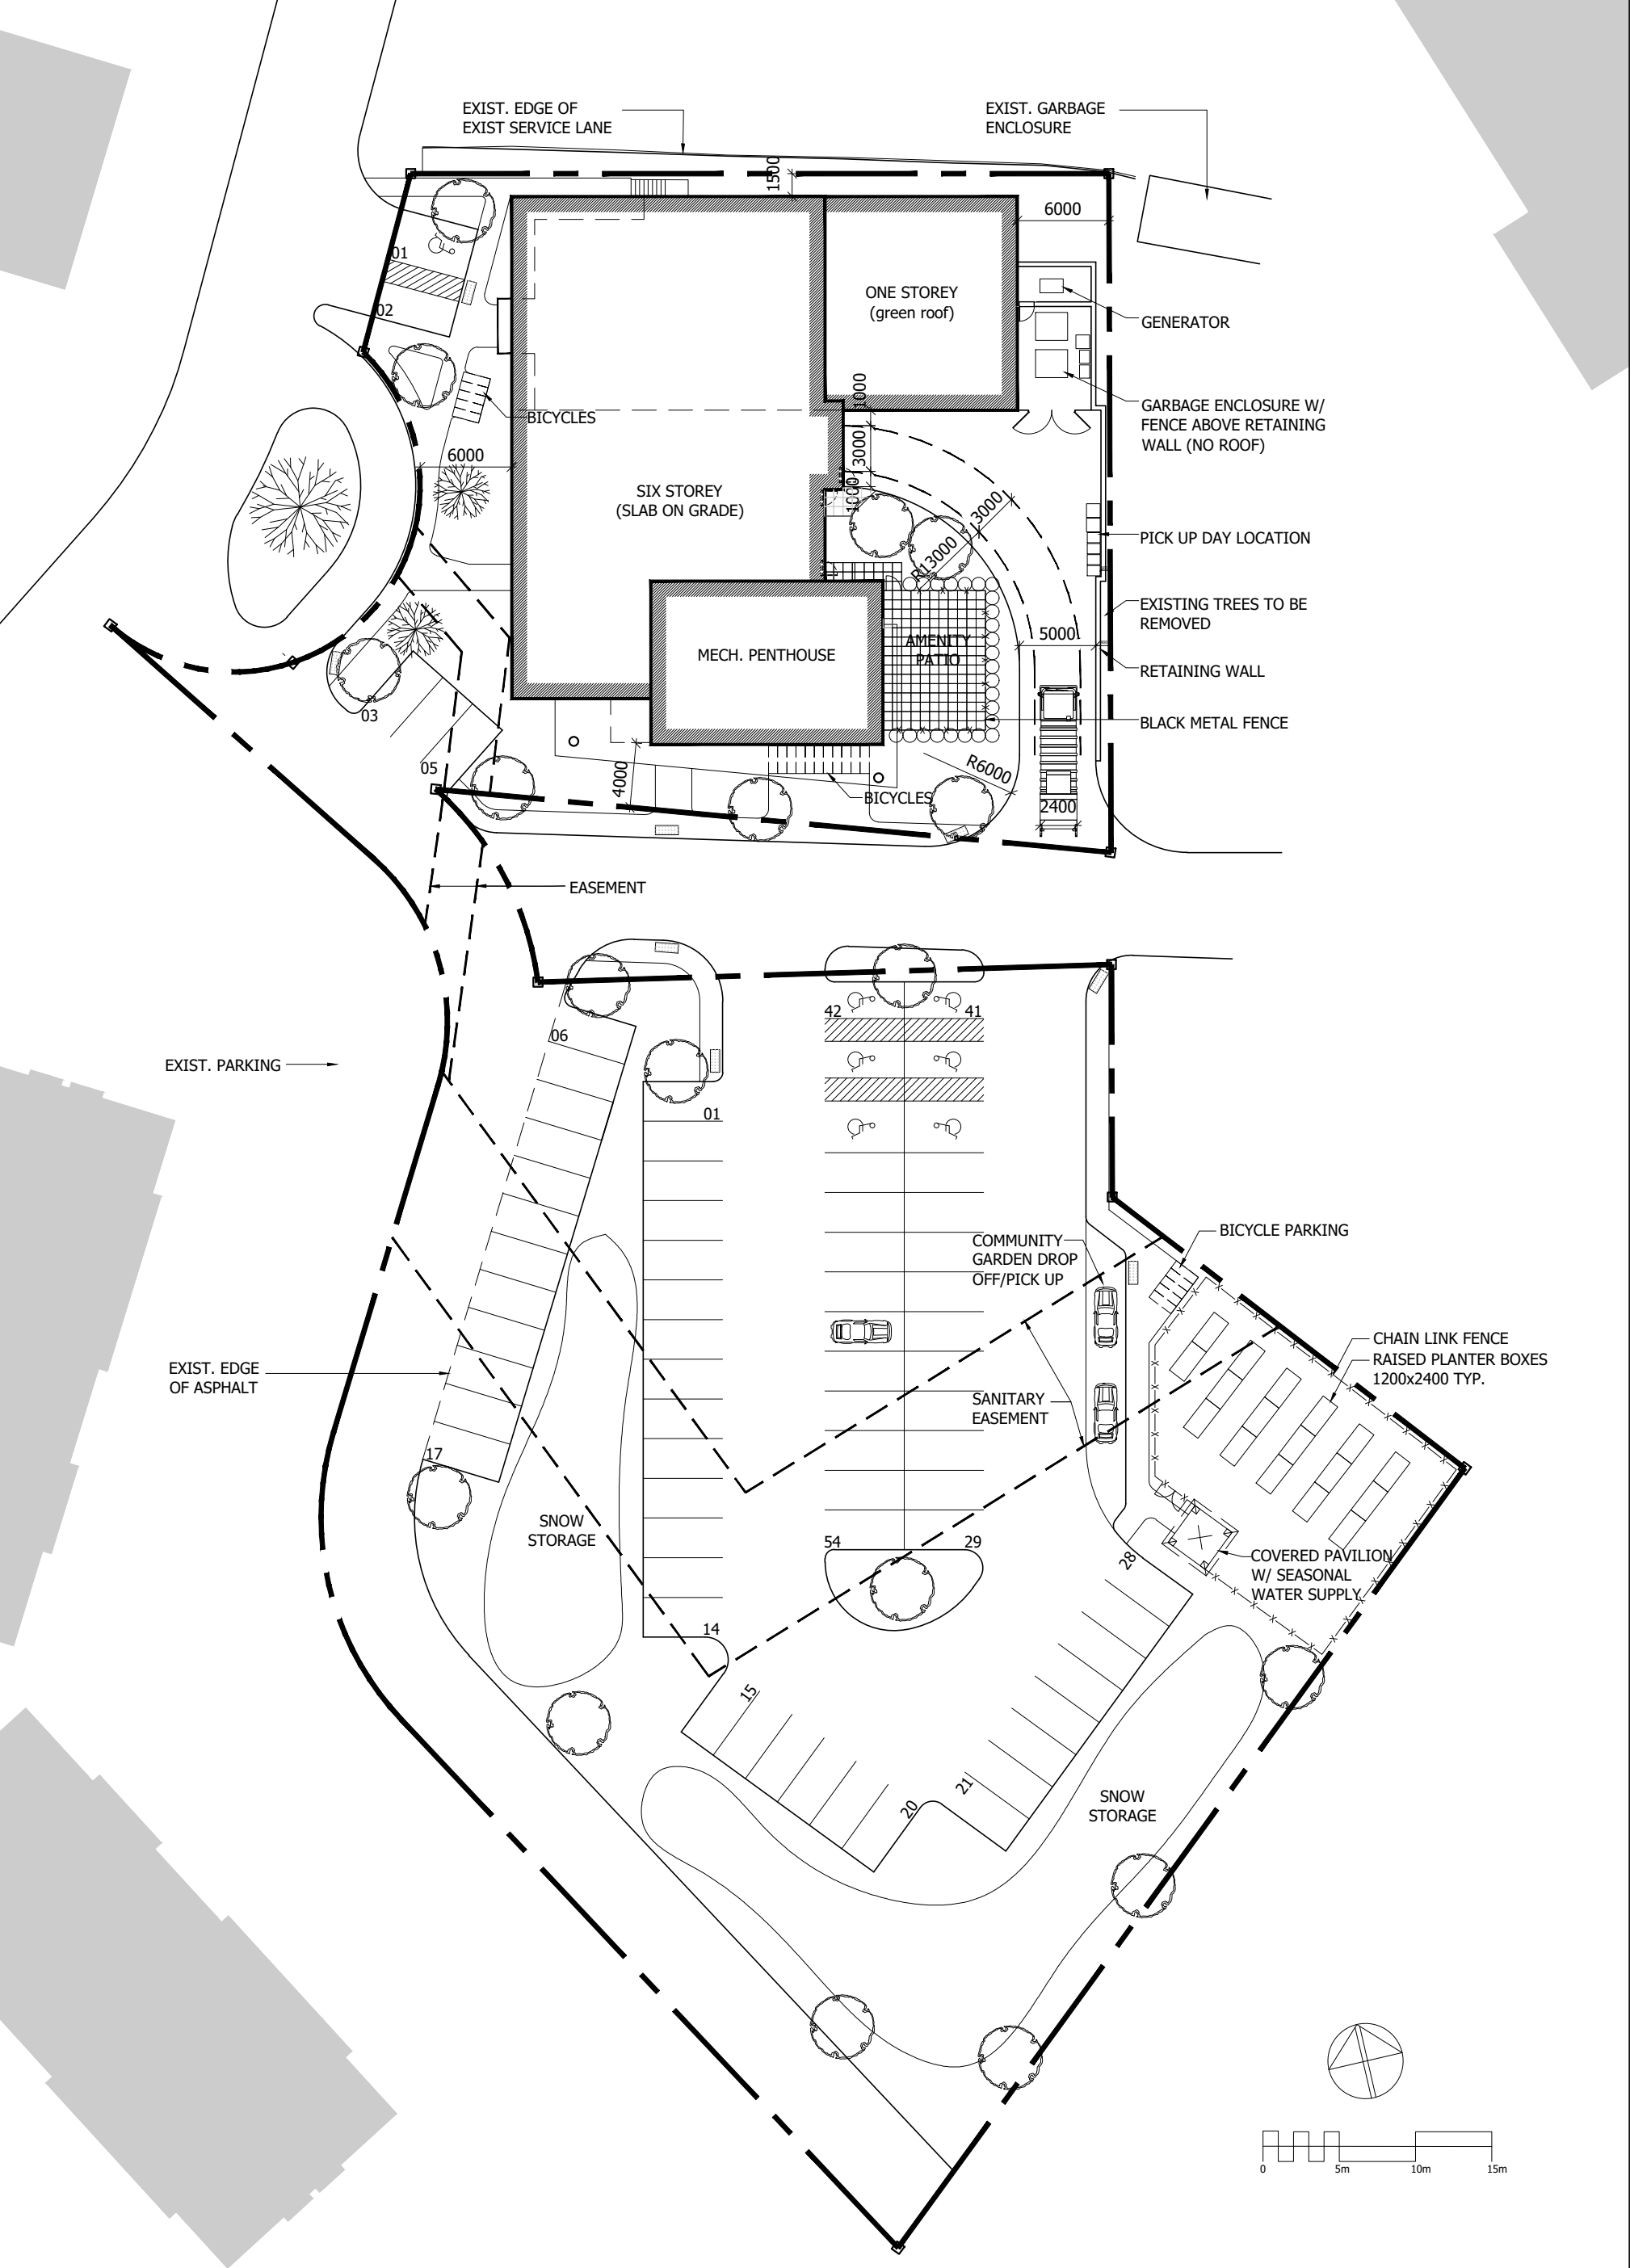 EXIST. EDGE OF
EXIST SERVICE LANE
EXIST. GARBAGE
ENCLOSURE
1500
6000
01
02
ONE STOREY
(green roof)
GENERATOR
1000
GARBAGE ENCLOSURE W/
FENCE ABOVE RETAINING
WALL (NO ROOF)
BICYCLES
6000
3000
SIX STOREY
(SLAB ON GRADE)
1000
3000
PICK UP DAY LOCATION
R13000
EXISTING TREES TO BE
REMOVED
5000
AMENITY
PATIO
MECH. PENTHOUSE
RETAINING WALL
03
BLACK METAL FENCE
05
4000
R6000
BICYCLES
2400
EASEMENT
42
41
06
EXIST. PARKING
01
BICYCLE PARKING
COMMUNITY
GARDEN DROP
OFF/PICK UP
CHAIN LINK FENCE
RAISED PLANTER BOXES
1200x2400 TYP.
EXIST. EDGE
OF ASPHALT
SANITARY
EASEMENT
17
SNOW
STORAGE
54
29
28
COVERED PAVILION
W/ SEASONAL
WATER SUPPLY
14
15
21
20
SNOW
STORAGE
0
5m
10m
15m